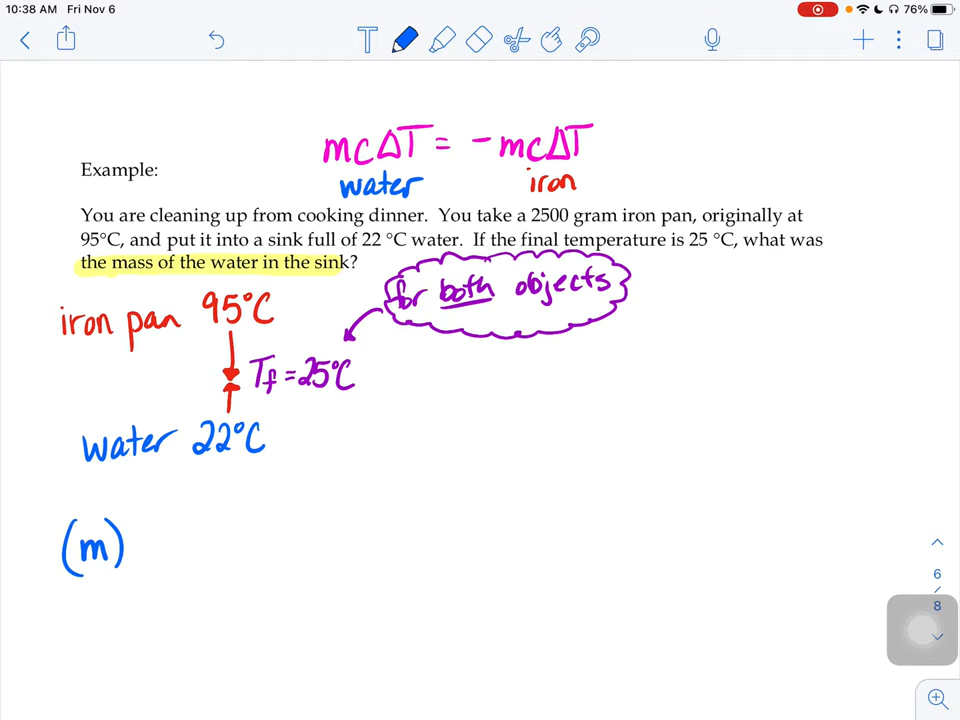 10:38 AM Fri Nov 6
76%
T
mc∆T = -mc∆T
water iron
Example:
You are cleaning up from cooking dinner. You take a 2500 gram iron pan, originally at
95°C, and put it into a sink full of 22 °C water. If the final temperature is 25 °C, what was
the mass of the water in the sink?
for both objects
iron pan 95°C
Tf = 25°C
water 22°C
(m)
6
/
8